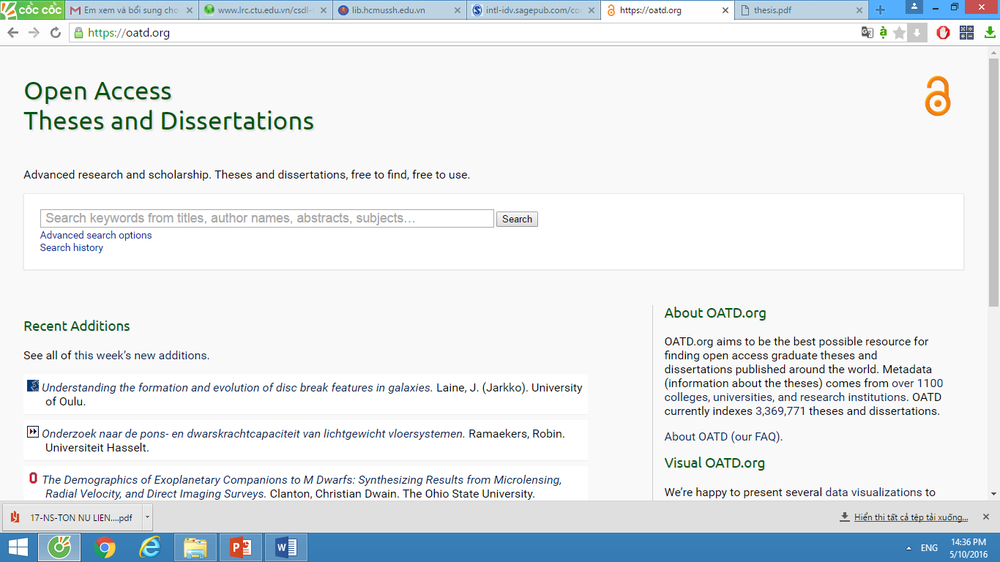 cốc cốc
Em xem và bổi sung cho
www.lrc.ctu.edu.vn/csdl-
lib.hcmussh.edu.vn
intl-idv.sagepub.com/co
https://oatd.org
thesis.pdf
https://oatd.org
Open Access
Theses and Dissertations
Advanced research and scholarship. Theses and dissertations, free to find, free to use.
Search keywords from titles, author names, abstracts, subjects…
Search
Advanced search options
Search history
Recent Additions
See all of this week’s new additions.
Understanding the formation and evolution of disc break features in galaxies. Laine, J. (Jarkko). University
of Oulu.
Onderzoek naar de pons- en dwarskrachtcapaciteit van lichtgewicht vloersystemen. Ramaekers, Robin.
Universiteit Hasselt.
The Demographics of Exoplanetary Companions to M Dwarfs: Synthesizing Results from Microlensing,
Radial Velocity, and Direct Imaging Surveys. Clanton, Christian Dwain. The Ohio State University.
About OATD.org
OATD.org aims to be the best possible resource for
finding open access graduate theses and
dissertations published around the world. Metadata
(information about the theses) comes from over 1100
colleges, universities, and research institutions. OATD
currently indexes 3,369,771 theses and dissertations.
About OATD (our FAQ).
Visual OATD.org
We’re happy to present several data visualizations to
17-NS-TON NU LIEN....pdf
Hiển thị tất cả tệp tải xuống...
ENG
14:36 PM
5/10/2016